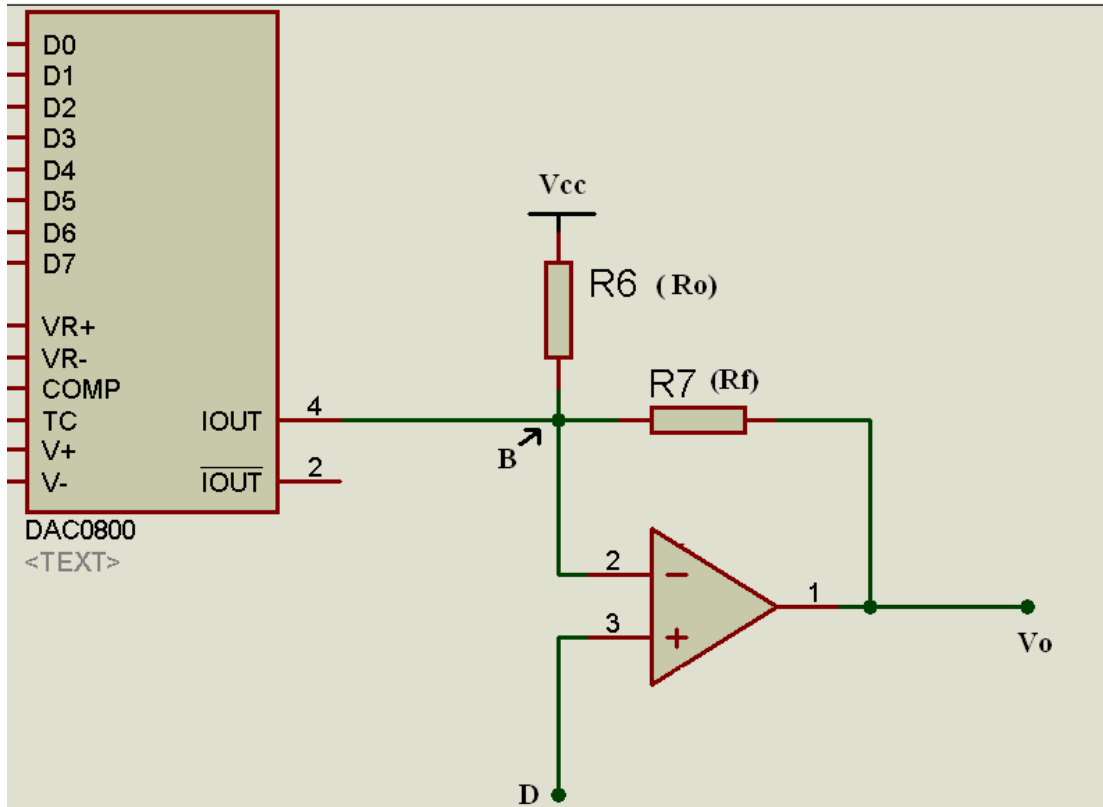 D0
D1
D2
D3
D4
D5
D6
D7
VR+
VR-
COMP
TC
V+
V-
IOUT
IOUT
4
2
DAC0800
<TEXT>
Vcc
R6 ( Ro)
R7 (Rf)
B
2
3
1
Vo
D